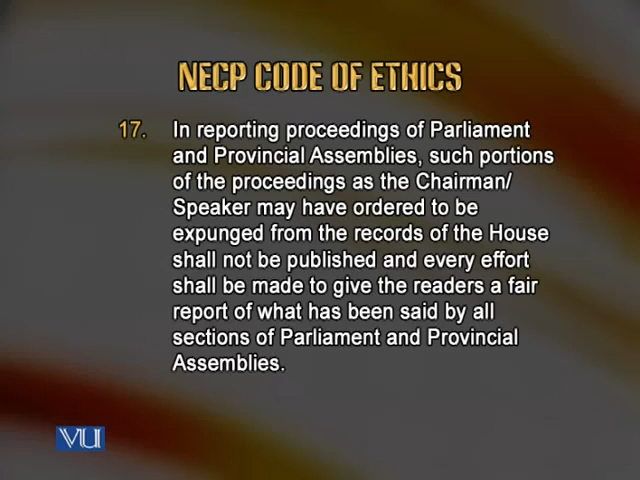 NECP CODE OF ETHICS
17. In reporting proceedings of Parliament
and Provincial Assemblies, such portions
of the proceedings as the Chairman/
Speaker may have ordered to be
expunged from the records of the House
shall not be published and every effort
shall be made to give the readers a fair
report of what has been said by all
sections of Parliament and Provincial
Assemblies.
VU